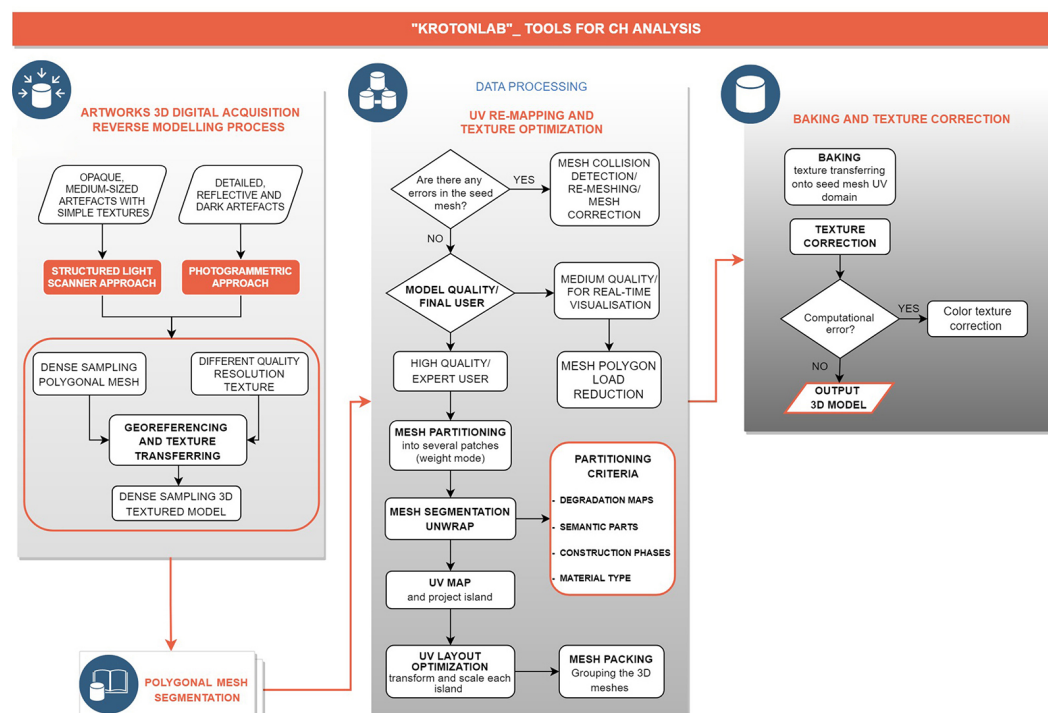 "KROTONLAB"_ TOOLS FOR CH ANALYSIS
ARTWORKS 3D DIGITAL ACQUISITION
REVERSE MODELLING PROCESS
OPAQUE,
MEDIUM-SIZED
ARTEFACTS WITH
SIMPLE TEXTURES
DETAILED,
REFLECTIVE AND
DARK ARTEFACTS
STRUCTURED LIGHT
SCANNER APPROACH
PHOTOGRAMMETRIC
APPROACH
DENSE SAMPLING
POLYGONAL MESH
DIFFERENT QUALITY
RESOLUTION
TEXTURE
GEOREFERENCING
AND TEXTURE
TRANSFERRING
DENSE SAMPLING 3D
TEXTURED MODEL
POLYGONAL MESH
SEGMENTATION
DATA PROCESSING
UV RE-MAPPING AND
TEXTURE OPTIMIZATION
Are there any
errors in the seed
mesh?
YES
MESH COLLISION
DETECTION/
RE-MESHING/
MESH
CORRECTION
NO
MODEL QUALITY/
FINAL USER
MEDIUM QUALITY/
FOR REAL-TIME
VISUALISATION
HIGH QUALITY/
EXPERT USER
MESH POLYGON
LOAD
REDUCTION
MESH PARTITIONING
into several patches
(weight mode)
PARTITIONING
CRITERIA
- DEGRADATION MAPS
- SEMANTIC PARTS
- CONSTRUCTION PHASES
- MATERIAL TYPE
MESH SEGMENTATION
UNWRAP
UV MAP
and project island
UV LAYOUT
OPTIMIZATION
transform and scale each
island
MESH PACKING
Grouping the 3D
meshes
BAKING AND TEXTURE CORRECTION
BAKING
texture transferring
onto seed mesh UV
domain
TEXTURE
CORRECTION
Computational
error?
YES
Color texture
correction
NO
OUTPUT
3D MODEL